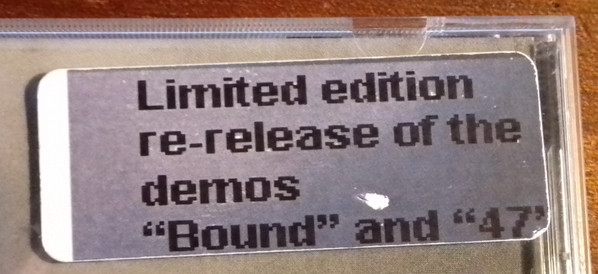 Limited edition
re-release of the
demos
“Bound” and “47”